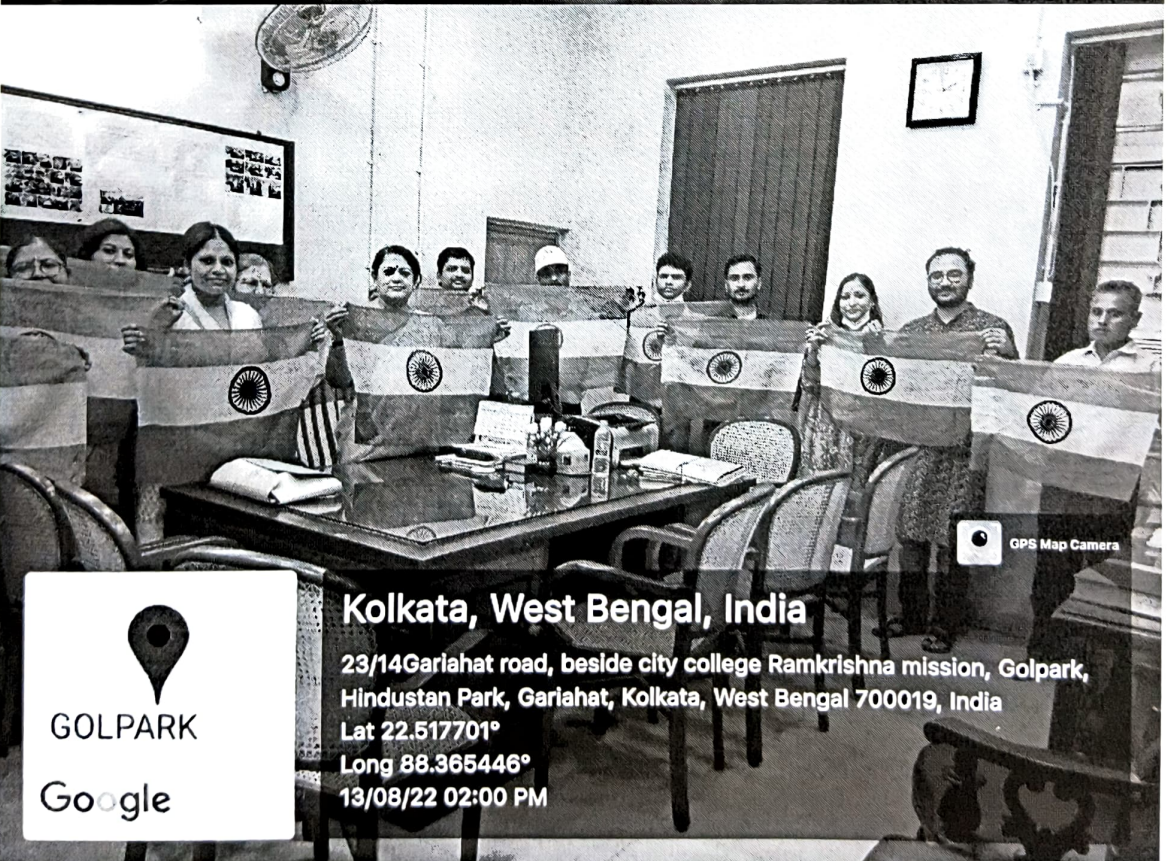 GPS Map Camera
GOLPARK
Google
Kolkata, West Bengal, India
23/14Gariahat road, beside city college Ramkrishna mission, Golpark,
Hindustan Park, Gariahat, Kolkata, West Bengal 700019, India
Lat 22.517701°
Long 88.365446°
13/08/22 02:00 PM